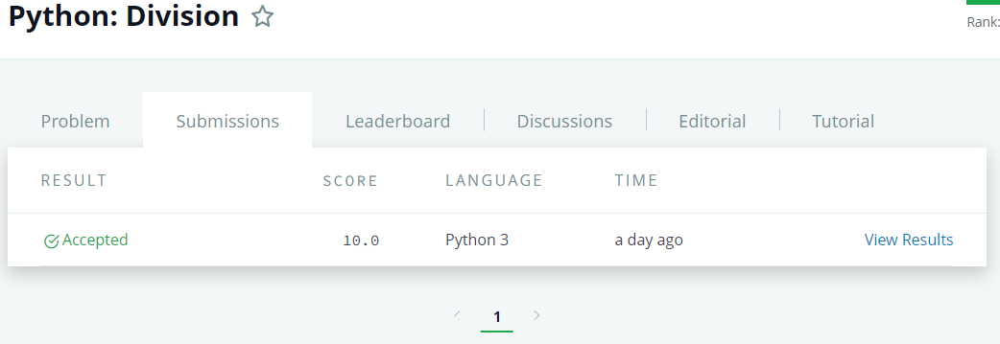 Python: Division
Rank:
Problem Submissions Leaderboard Discussions Editorial Tutorial
RESULT SCORE LANGUAGE TIME
Accepted 10.0 Python 3 a day ago View Results
1